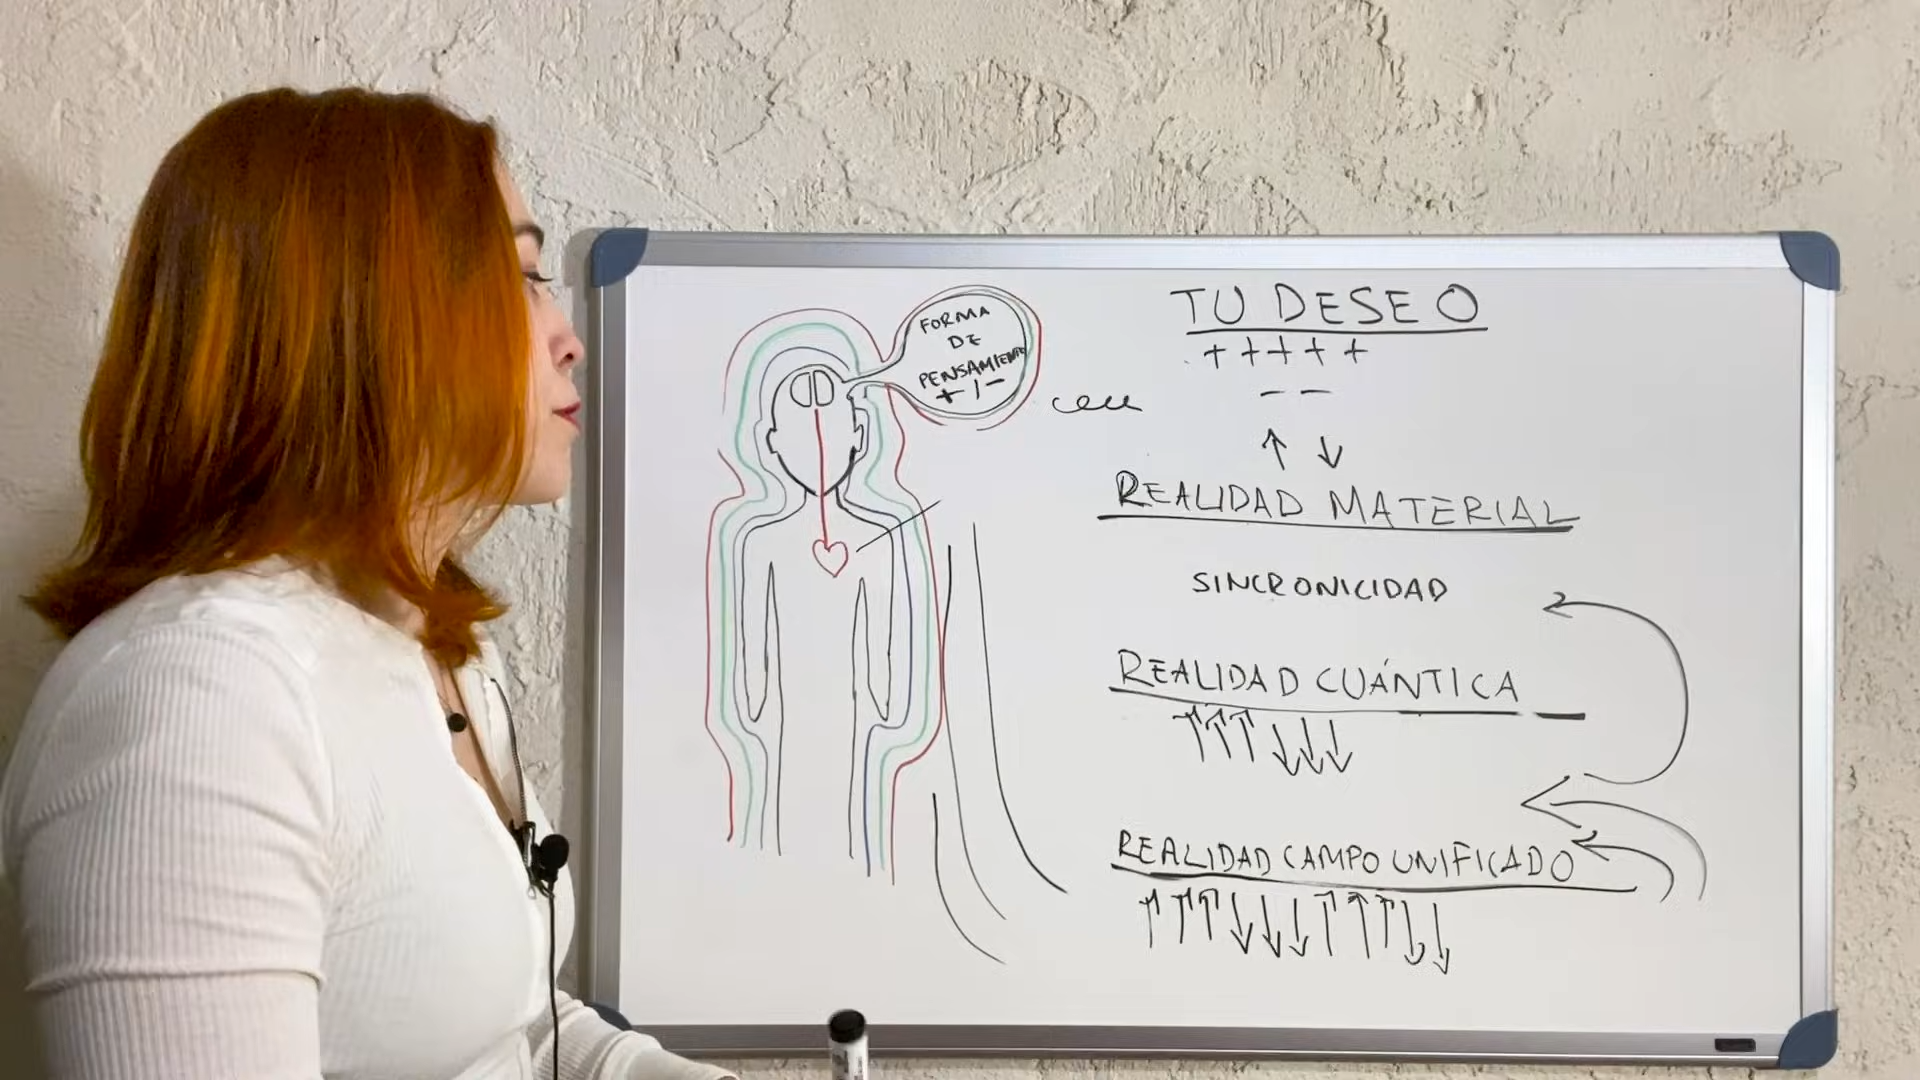 FORMA
DE
PENSAMIENTO
+ / -
TU DESEO
+ + + + +
- -
↑ ↓
REALIDAD MATERIAL
SINCRONICIDAD
REALIDAD CUÁNTICA
↑↑↑↓↓↓
REALIDAD CAMPO UNIFICADO
↑↑↑↓↓↓↑↑↑↓↓